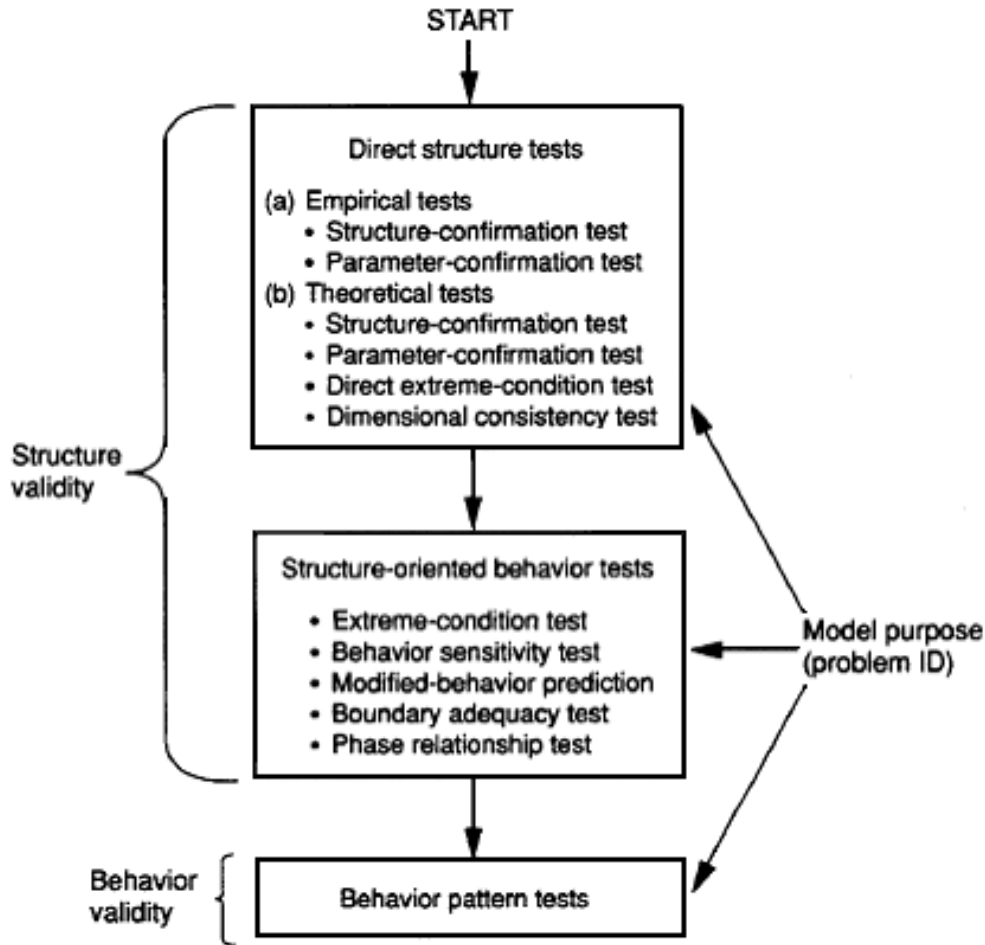 START
Direct structure tests
(a) Empirical tests
• Structure-confirmation test
• Parameter-confirmation test
(b) Theoretical tests
• Structure-confirmation test
• Parameter-confirmation test
• Direct extreme-condition test
• Dimensional consistency test
Structure
validity
Structure-oriented behavior tests
• Extreme-condition test
• Behavior sensitivity test
• Modified-behavior prediction
• Boundary adequacy test
• Phase relationship test
Model purpose
(problem ID)
Behavior
validity
Behavior pattern tests